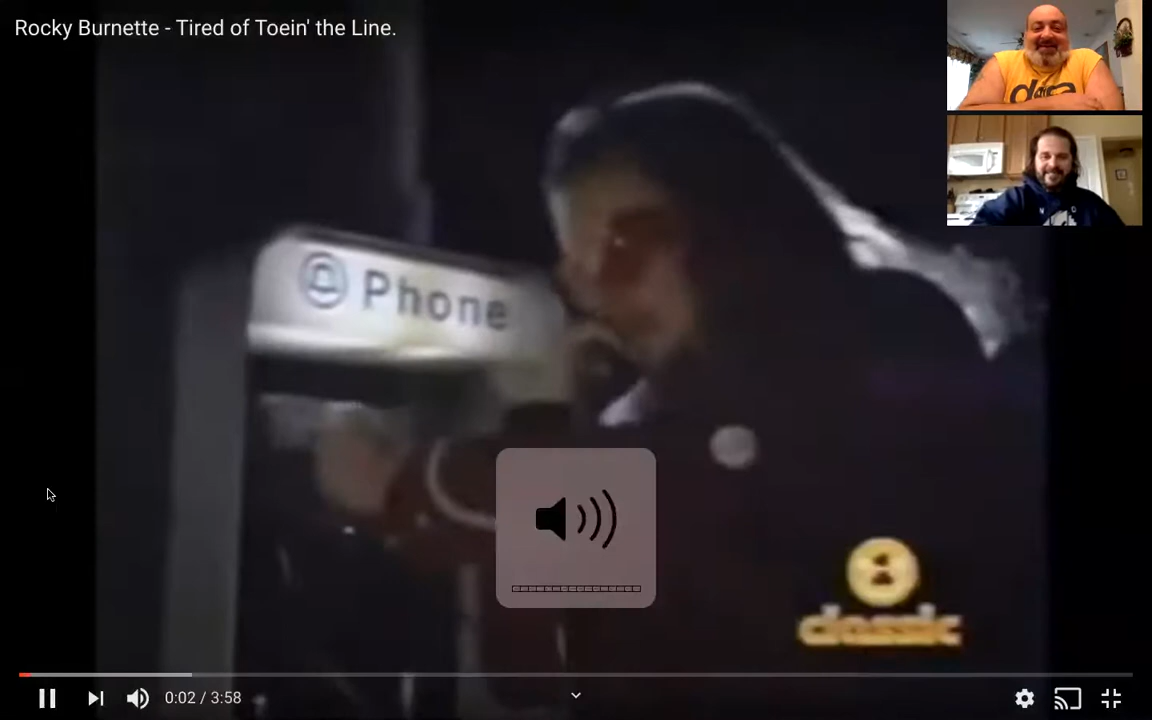 Rocky Burnette - Tired of Toein' the Line.
Phone
classic
0:02 / 3:58